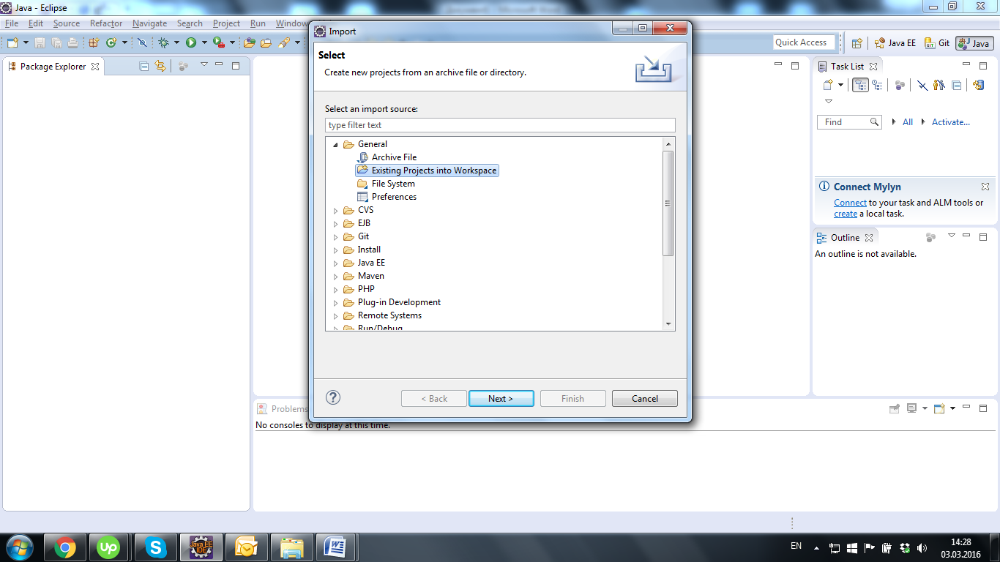 Java - Eclipse
File Edit Source Refactor Navigate Search Project Run Window
Quick Access
Java EE
Git
Java
Package Explorer
Import
Select
Create new projects from an archive file or directory.
Select an import source:
type filter text
General
Archive File
Existing Projects into Workspace
File System
Preferences
CVS
EJB
Git
Install
Java EE
Maven
PHP
Plug-in Development
Remote Systems
Run/Debug
< Back
Next >
Finish
Cancel
Task List
Find
All
Activate...
Connect Mylyn
Connect to your task and ALM tools or
create a local task.
Outline
An outline is not available.
Problems
No consoles to display at this time.
up
Java EE
IDE
EN
14:28
03.03.2016